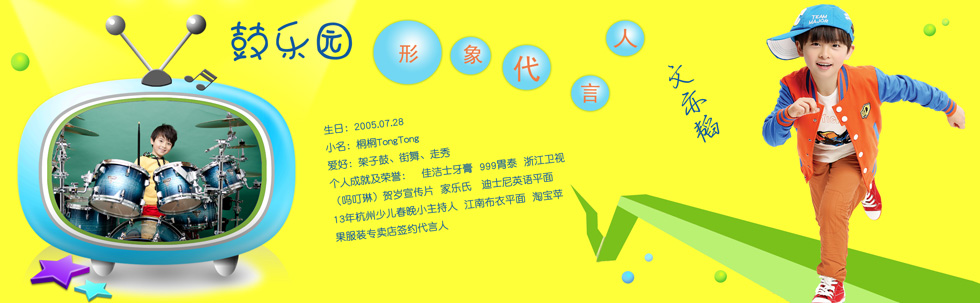 鼓乐园
形象代言人
文亦韬
TEAM
MAJOR
生日：2005.07.28
小名：桐桐TongTong
爱好：架子鼓、街舞、走秀
个人成就及荣誉： 佳洁士牙膏 999胃泰 浙江卫视
（吗叮啉）贺岁宣传片 家乐氏 迪士尼英语平面
13年杭州少儿春晚小主持人 江南布衣平面 淘宝苹
果服装专卖店签约代言人